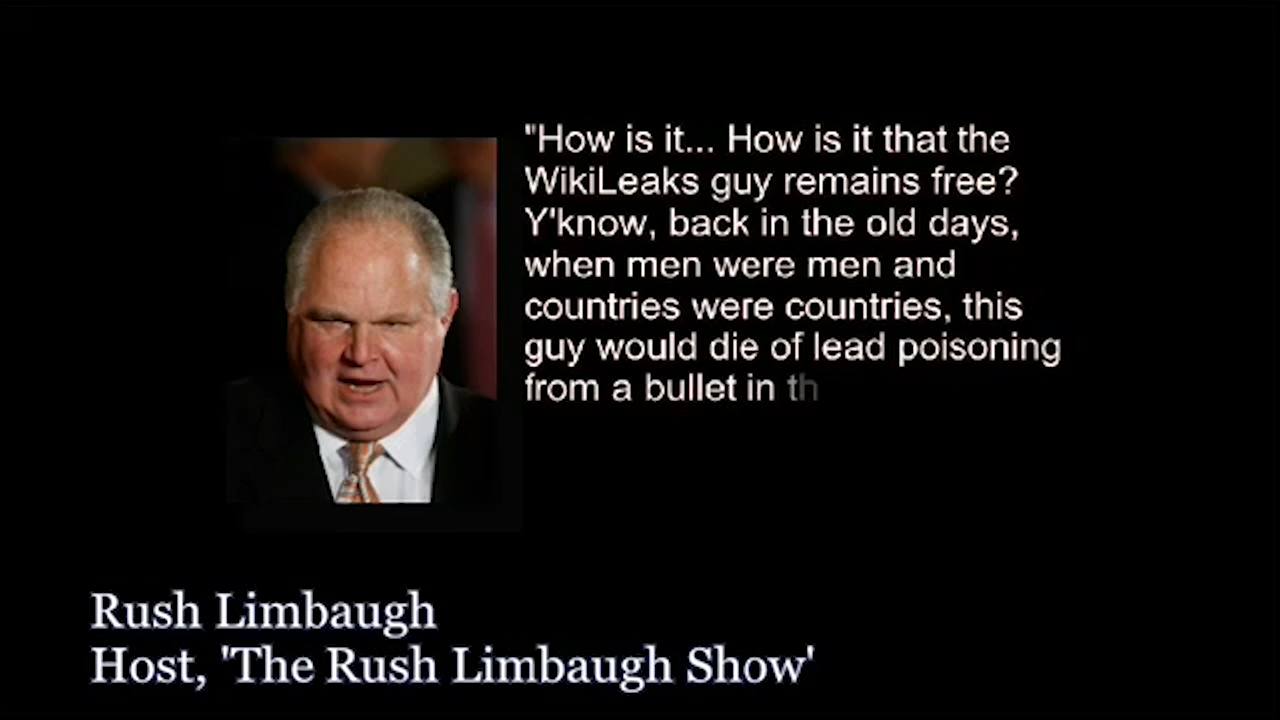 "How is it... How is it that the
WikiLeaks guy remains free?
Y'know, back in the old days,
when men were men and
countries were countries, this
guy would die of lead poisoning
from a bullet in th
Rush Limbaugh
Host, 'The Rush Limbaugh Show'